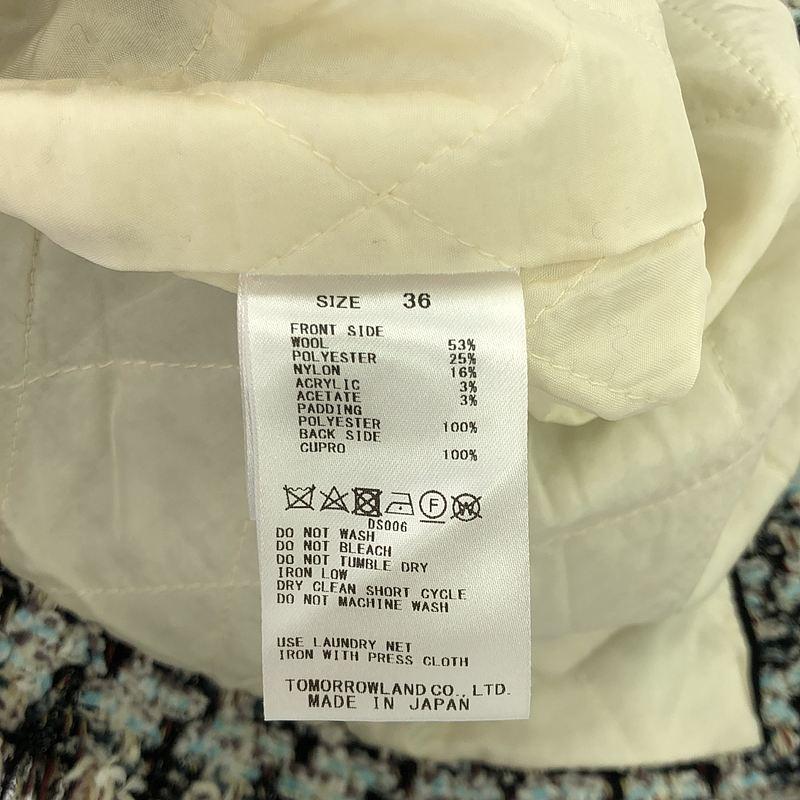 SIZE 36
FRONT SIDE
WOOL 53%
POLYESTER 25%
NYLON 16%
ACRYLIC 3%
ACETATE 3%
PADDING
POLYESTER 100%
BACK SIDE
CUPRO 100%
F W
DS006
DO NOT WASH
DO NOT BLEACH
DO NOT TUMBLE DRY
IRON LOW
DRY CLEAN SHORT CYCLE
DO NOT MACHINE WASH
USE LAUNDRY NET
IRON WITH PRESS CLOTH
TOMORROWLAND CO., LTD.
MADE IN JAPAN